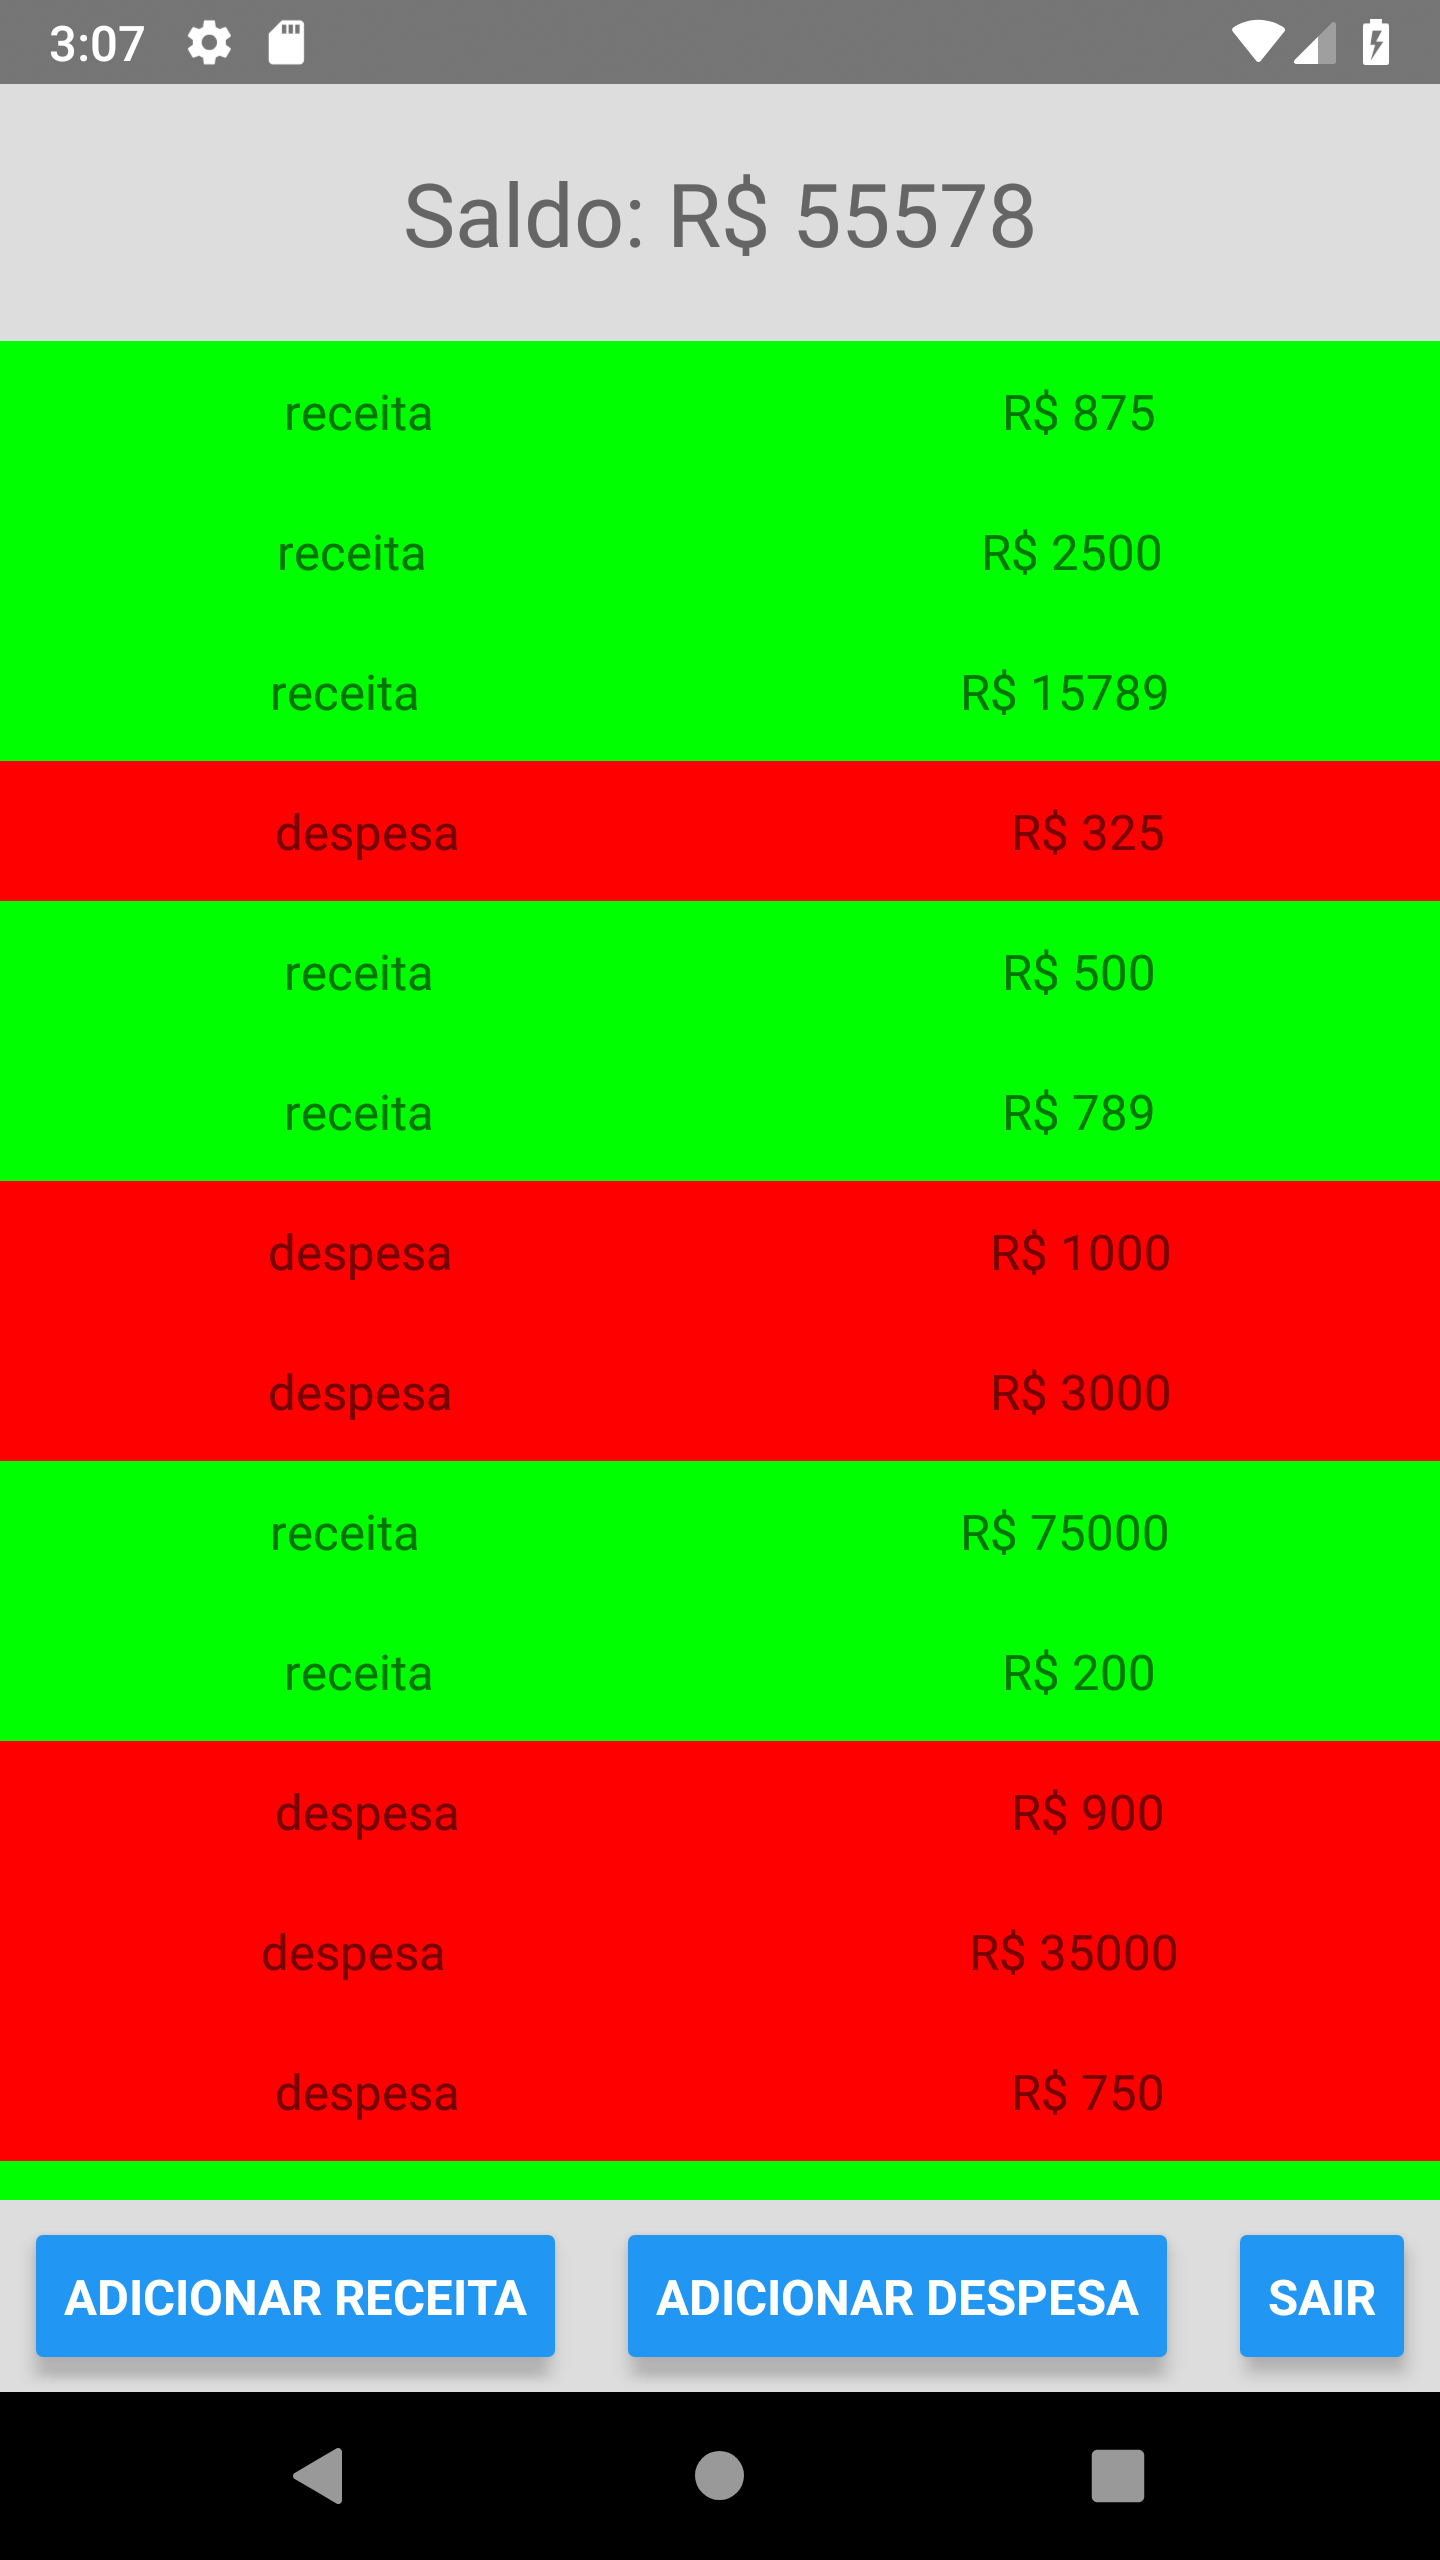 3:07
Saldo: R$ 55578
receita R$ 875
receita R$ 2500
receita R$ 15789
despesa R$ 325
receita R$ 500
receita R$ 789
despesa R$ 1000
despesa R$ 3000
receita R$ 75000
receita R$ 200
despesa R$ 900
despesa R$ 35000
despesa R$ 750
ADICIONAR RECEITA ADICIONAR DESPESA SAIR